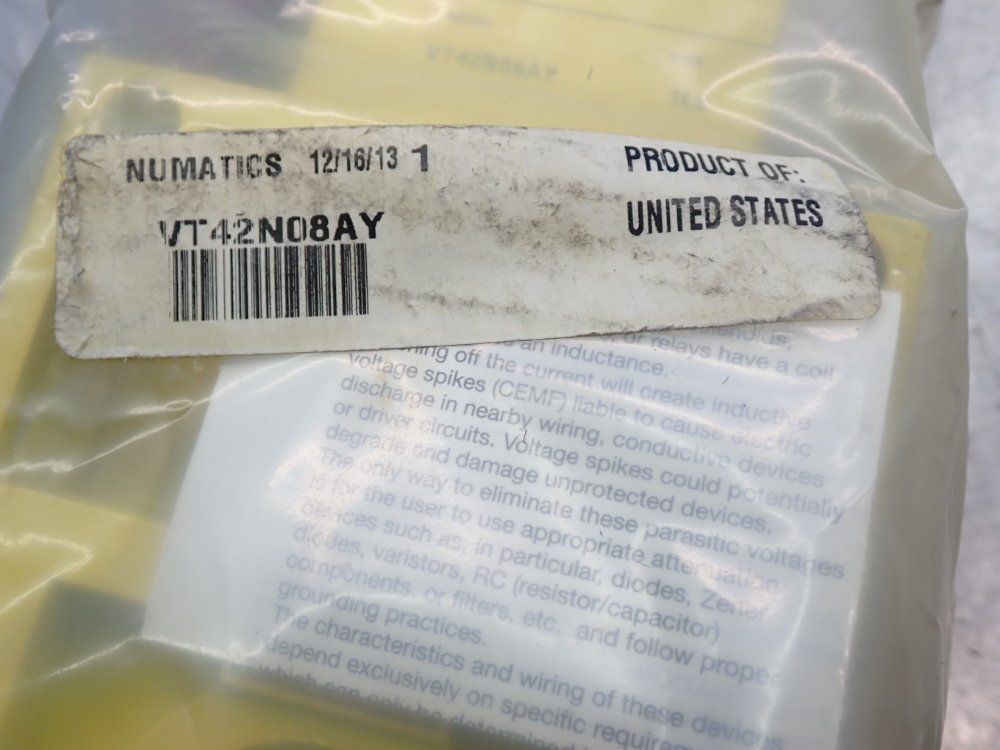 NUMATICS 12/16/13 1
PRODUCT OF:
VT42N08AY
UNITED STATES
or relays have a coil
an inductance.
off the current will create inductive
voltage spikes (CEMF) liable to cause electric
discharge in nearby wiring, conductive devices
or driver circuits. Voltage spikes could potentially
degrade and damage unprotected devices.
The only way to eliminate these parasitic voltages
is for the user to use appropriate attenuation
devices such as, in particular, diodes, Zener
diodes, varistors, RC (resistor/capacitor)
components, or filters, etc. and follow proper
grounding practices.
The characteristics and wiring of these devices
depend exclusively on specific
which can only be determined